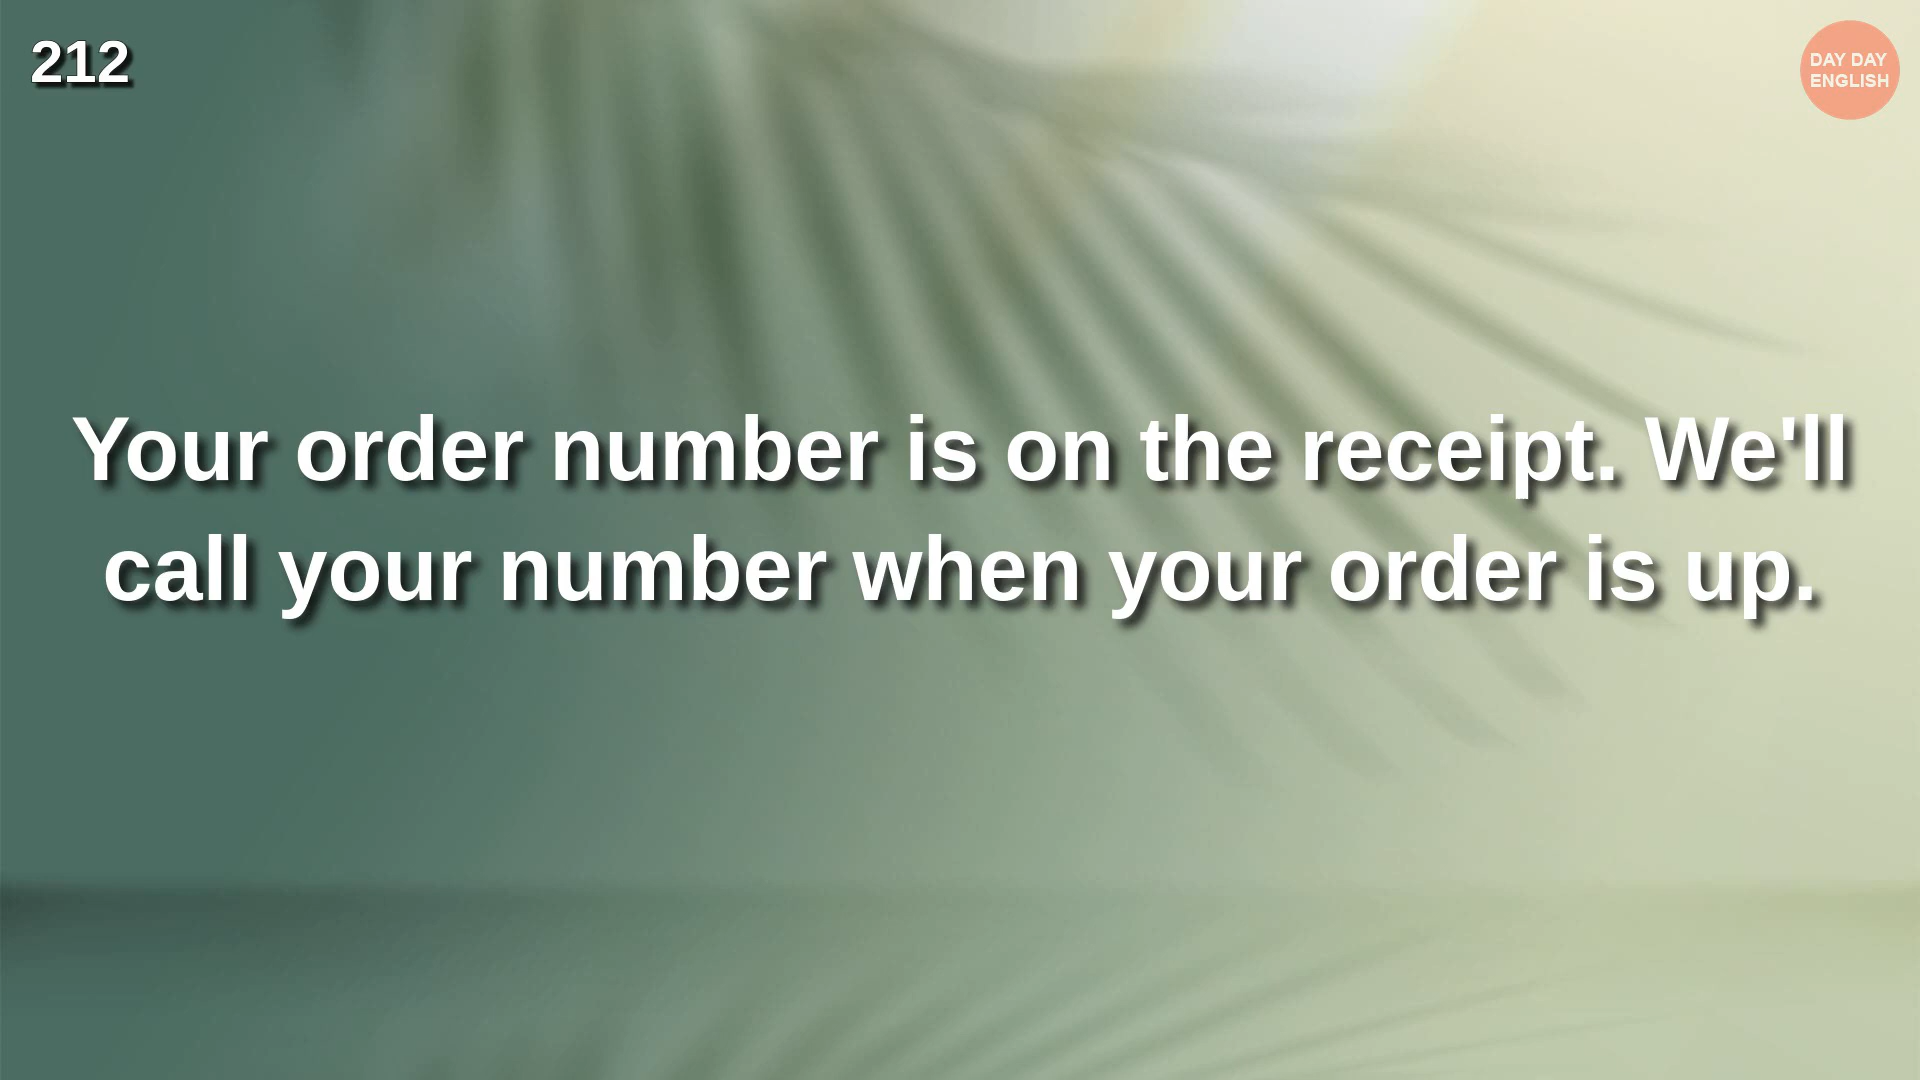 212
DAY DAY
ENGLISH
Your order number is on the receipt. We'll
call your number when your order is up.